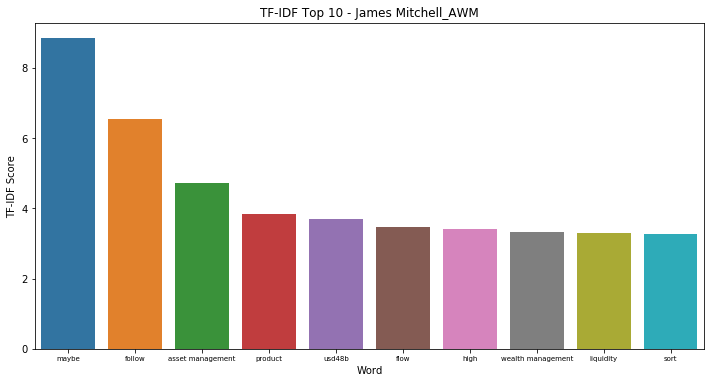 TF-IDF Top 10 - James Mitchell_AWM
TF-IDF Score
8
6
4
2
0
maybe follow asset management product usd48b flow high wealth management liquidity sort
Word